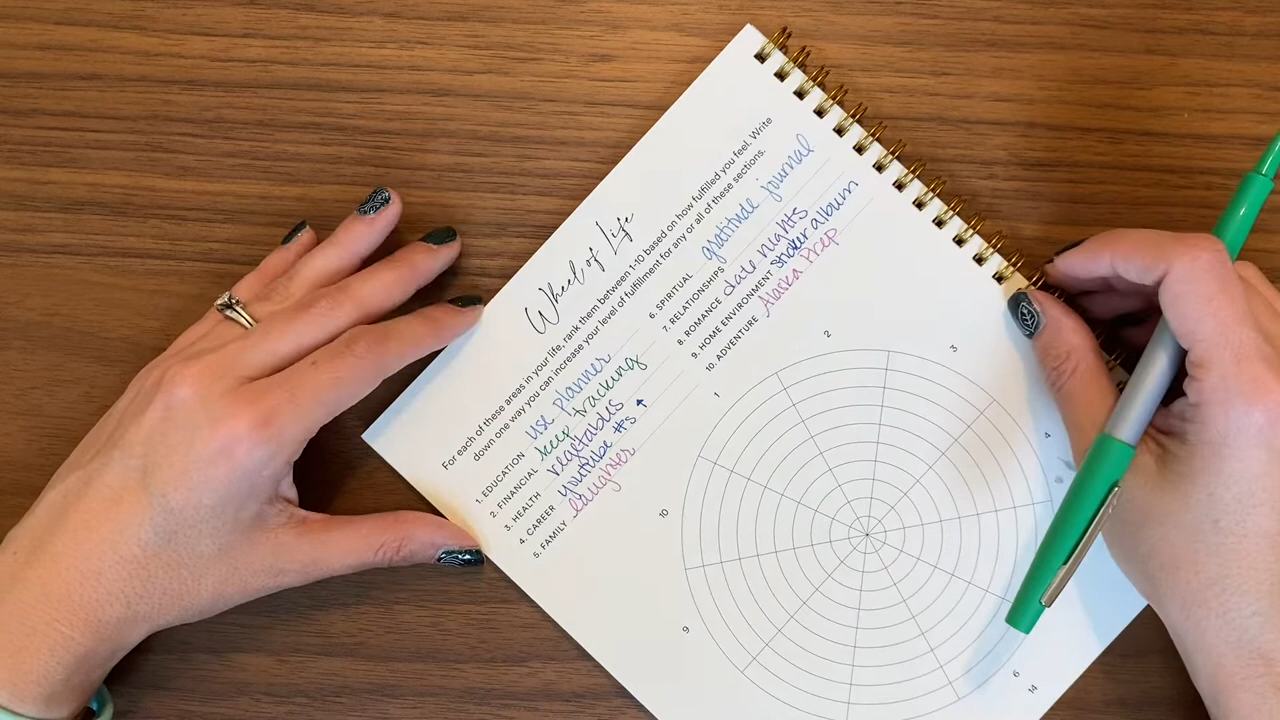 Wheel of Life
For each of these areas in your life, rank them between 1-10 based on how fulfilled you feel. Write
down one way you can increase your level of fulfillment for any or all of these sections.
1. EDUCATION use planner
2. FINANCIAL keep tracking
3. HEALTH vegetables
4. CAREER youtube #s ↑
5. FAMILY laughter
6. SPIRITUAL gratitude journal
7. RELATIONSHIPS
8. ROMANCE date nights
9. HOME ENVIRONMENT sticker album
10. ADVENTURE Alaska Prep
1
2
3
4
6
9
10
14